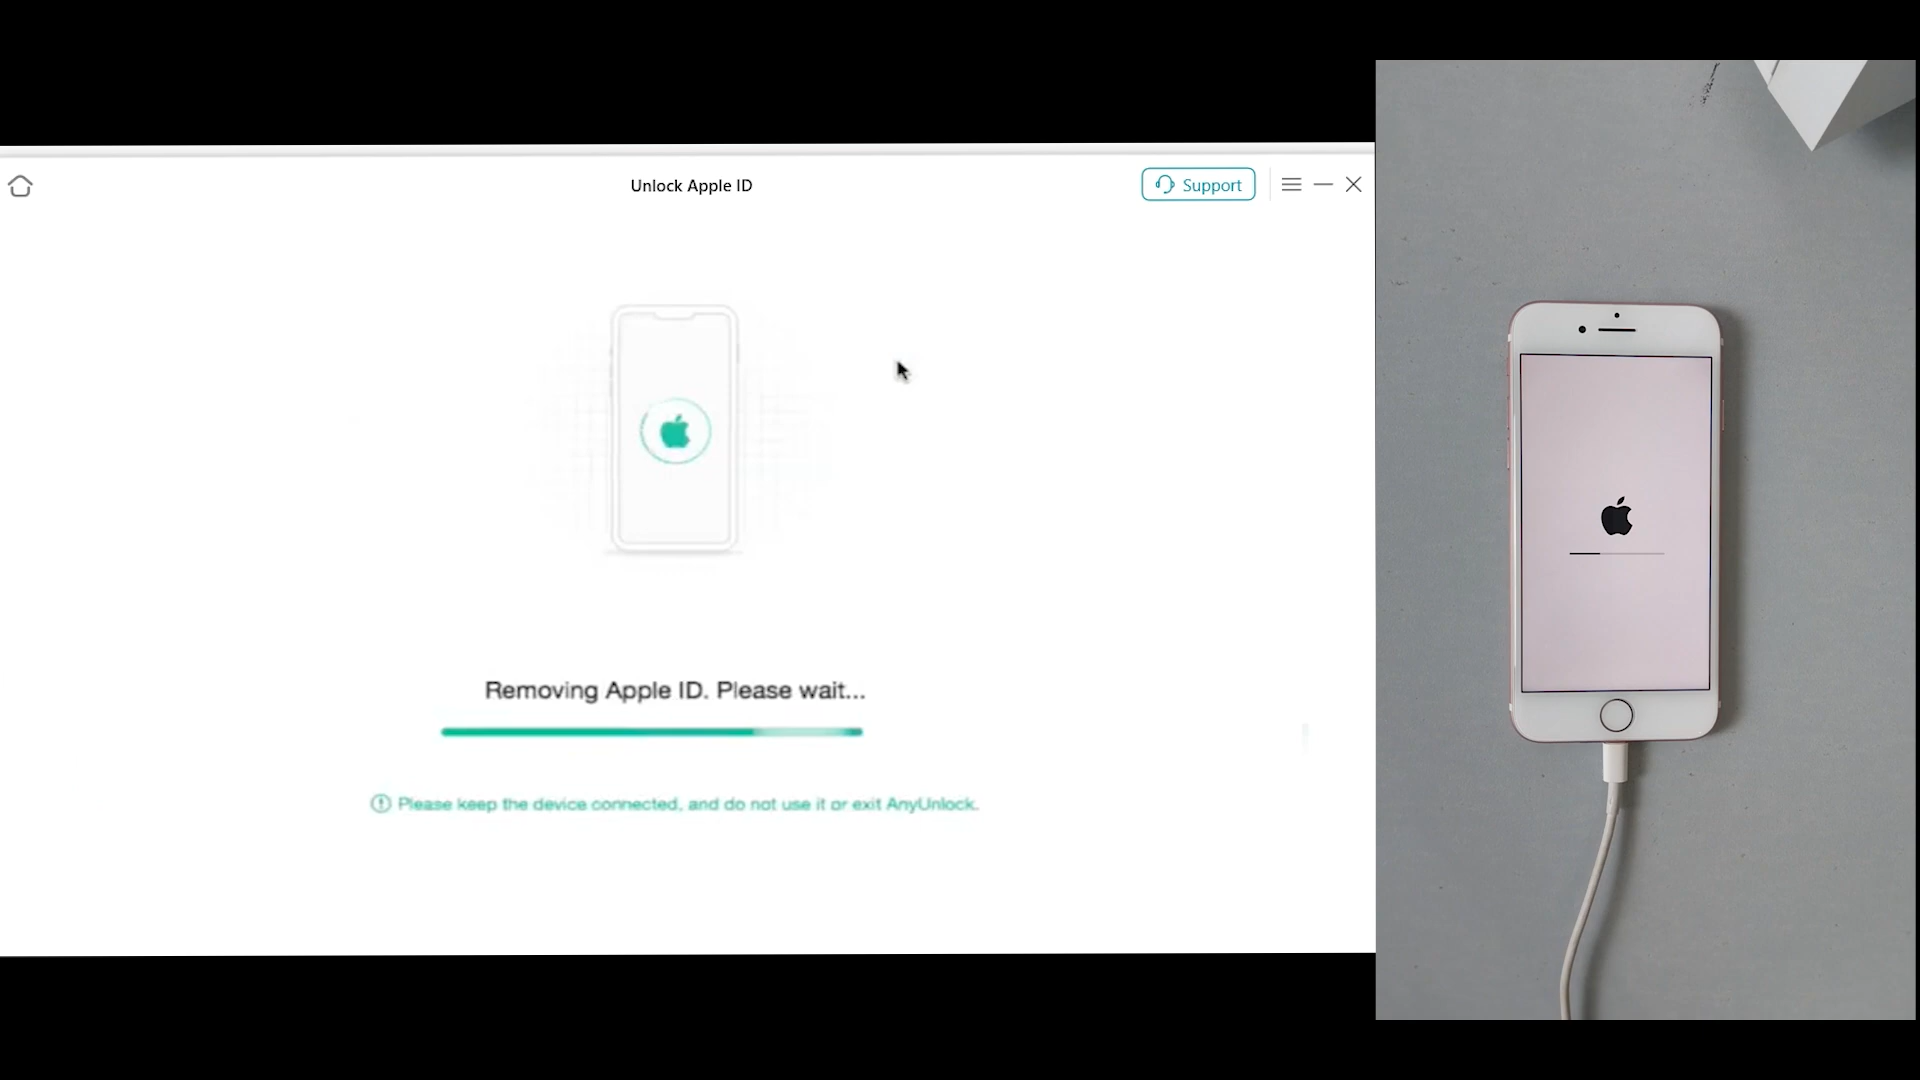 Unlock Apple ID
Support
Removing Apple ID. Please wait...
Please keep the device connected, and do not use it or exit AnyUnlock.